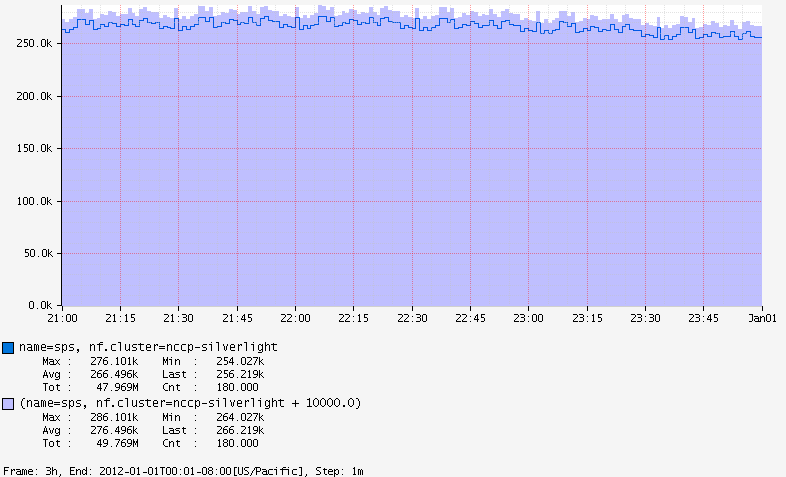 250.0k
200.0k
150.0k
100.0k
50.0k
0.0k
21:00 21:15 21:30 21:45 22:00 22:15 22:30 22:45 23:00 23:15 23:30 23:45 Jan01
name=sps, nf.cluster=nccp-silverlight
Max : 276.101k Min : 254.027k
Avg : 266.496k Last : 256.219k
Tot : 47.969M Cnt : 180.000
(name=sps, nf.cluster=nccp-silverlight + 10000.0)
Max : 286.101k Min : 264.027k
Avg : 276.496k Last : 266.219k
Tot : 49.769M Cnt : 180.000
Frame: 3h, End: 2012-01-01T00:01-08:00[US/Pacific], Step: 1m